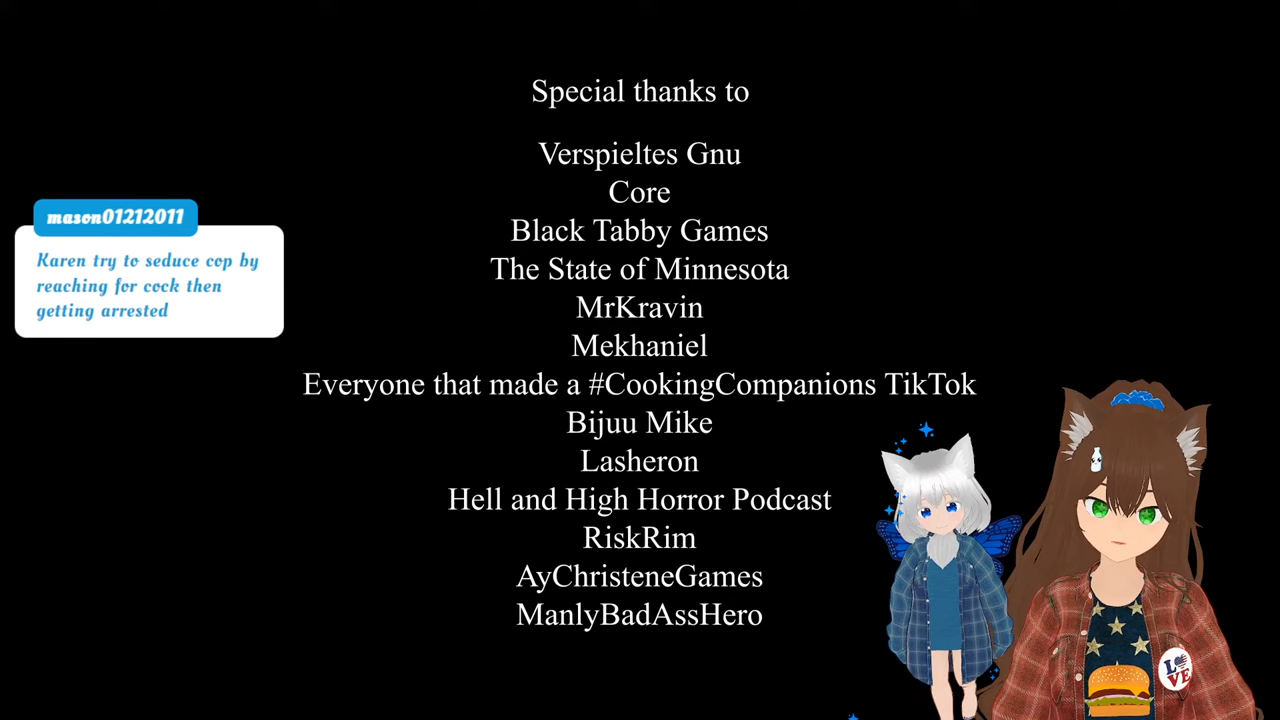 Special thanks to
Verspieltes Gnu
Core
Black Tabby Games
The State of Minnesota
MrKravin
Mekhaniel
Everyone that made a #CookingCompanions TikTok
Bijuu Mike
Lasheron
Hell and High Horror Podcast
RiskRim
AyChristeneGames
ManlyBadAssHero
mason01212011
Karen try to seduce cop by
reaching for cock then
getting arrested
LOVE